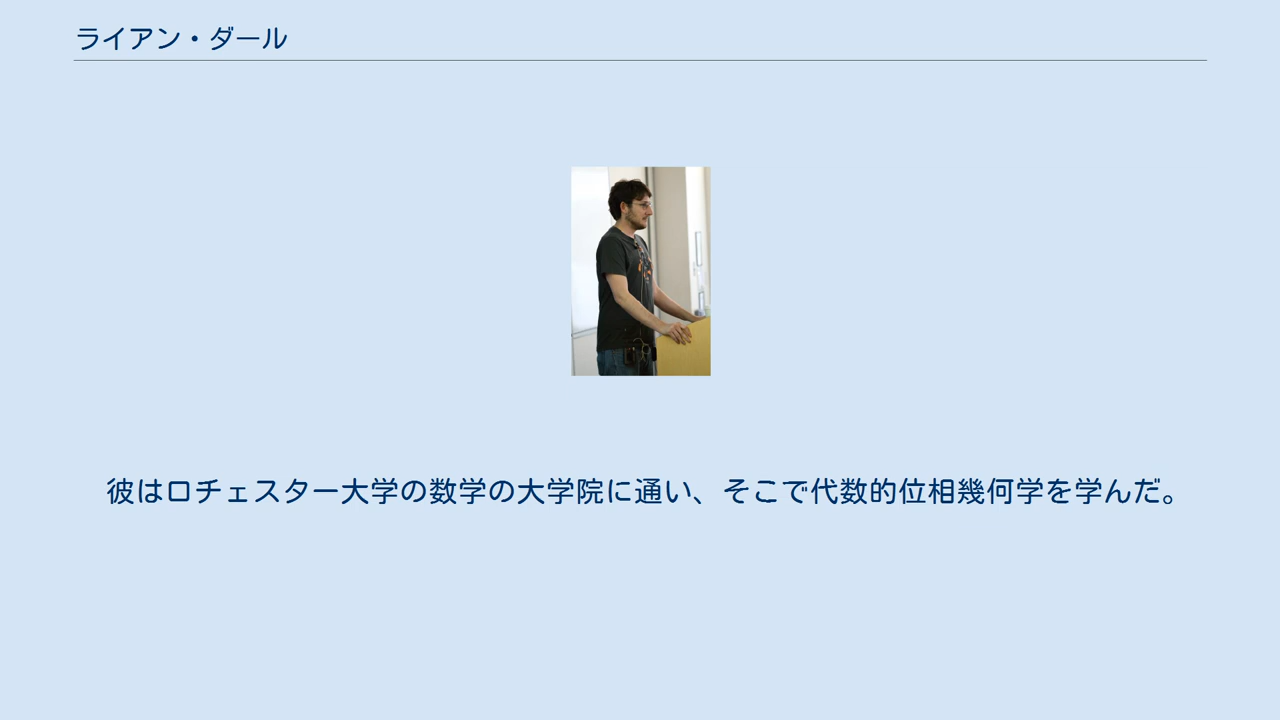 ライアン・ダール
彼はロチェスター大学の数学の大学院に通い、そこで代数的位相幾何学を学んだ。